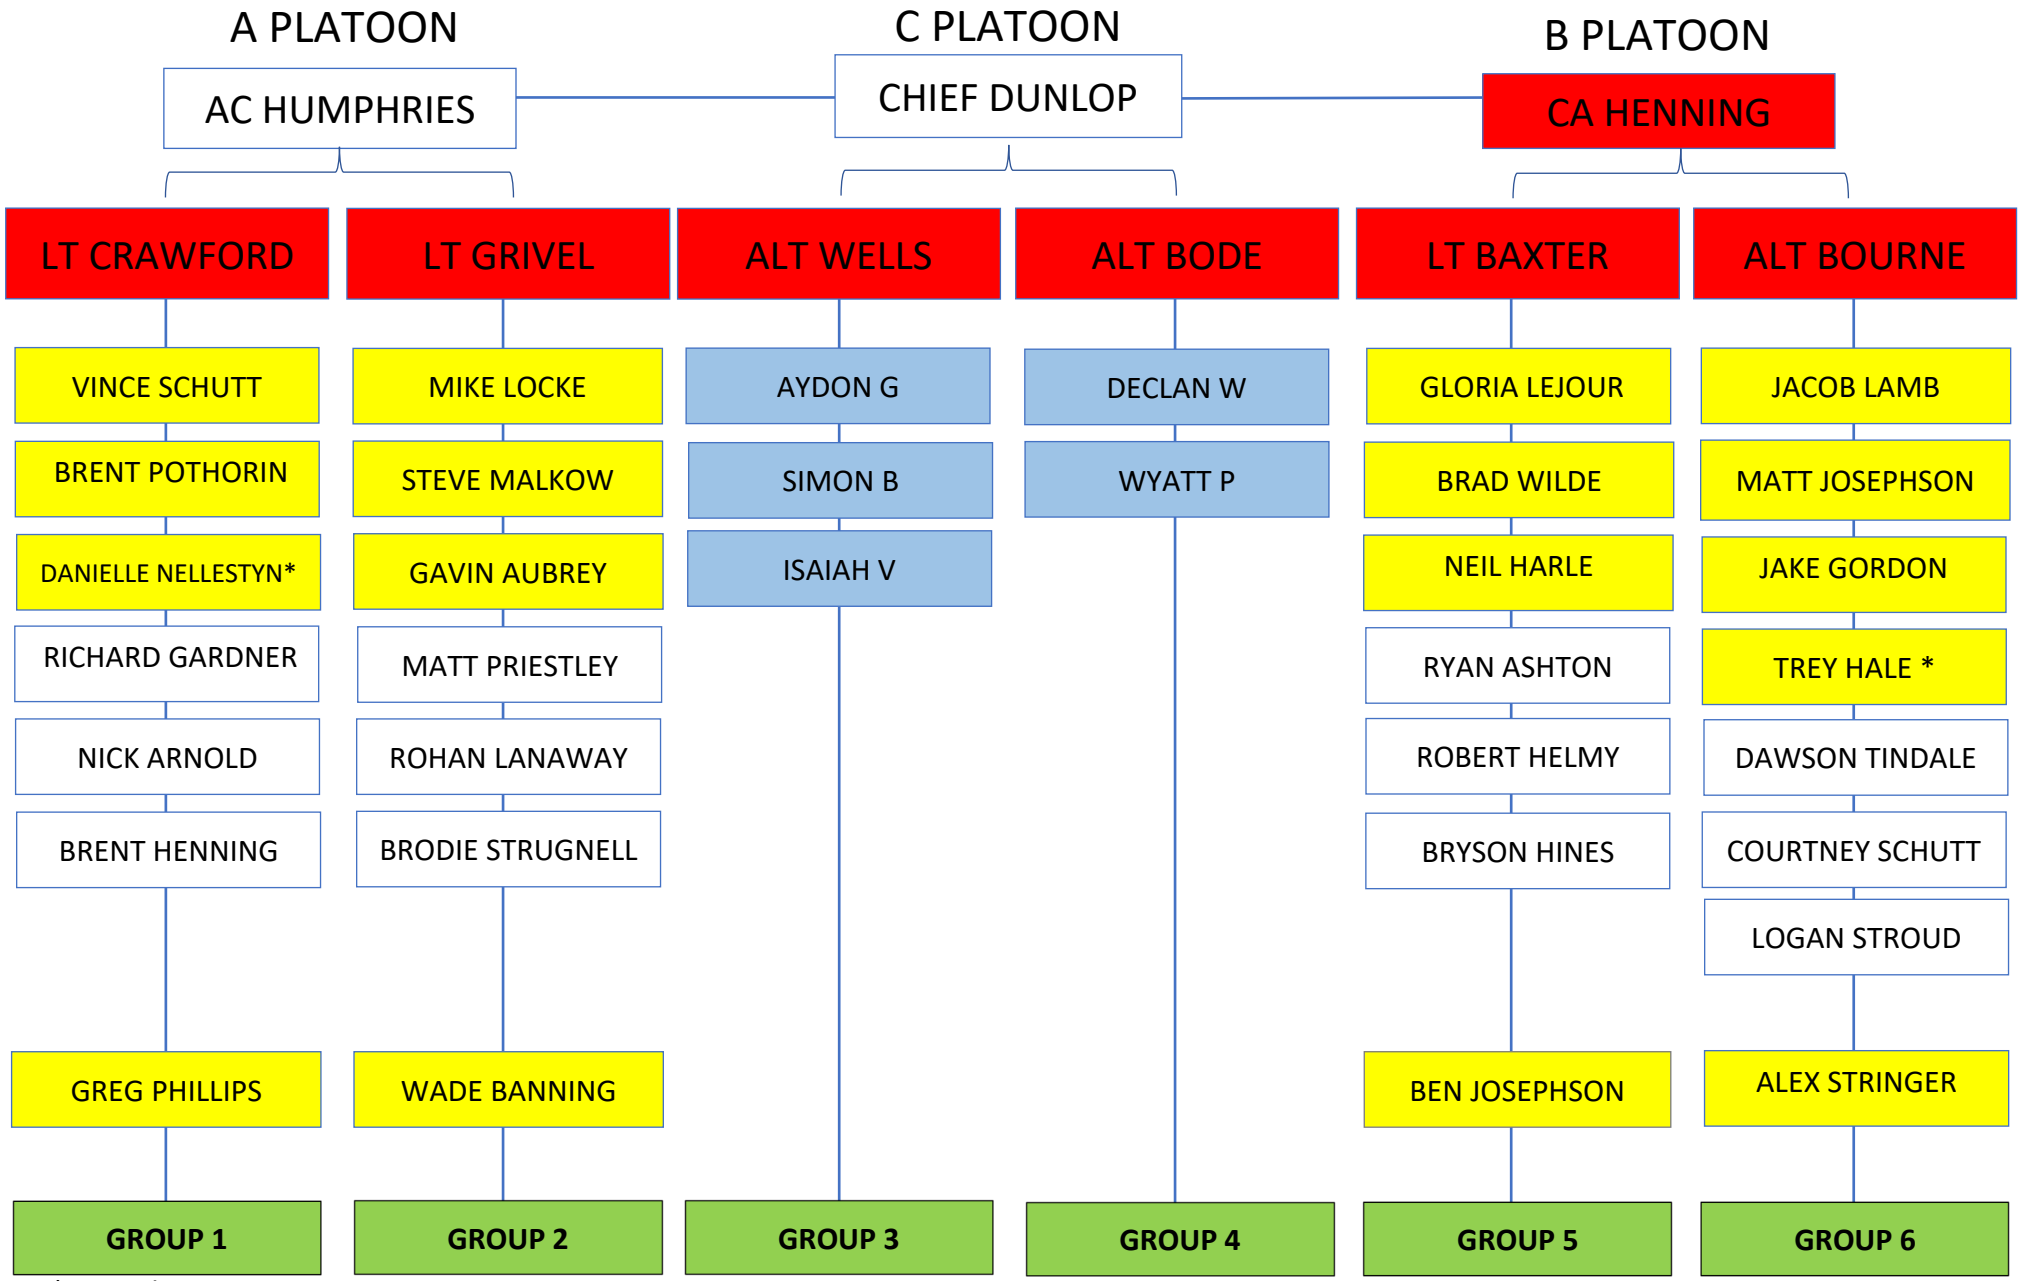 A PLATOON
C PLATOON
B PLATOON
AC HUMPHRIES
CHIEF DUNLOP
CA HENNING
LT CRAWFORD
LT GRIVEL
ALT WELLS
ALT BODE
LT BAXTER
ALT BOURNE
VINCE SCHUTT
MIKE LOCKE
AYDON G
DECLAN W
GLORIA LEJOUR
JACOB LAMB
BRENT POTHORIN
STEVE MALKOW
SIMON B
WYATT P
BRAD WILDE
MATT JOSEPHSON
DANIELLE NELLESTYN*
GAVIN AUBREY
ISAIAH V
NEIL HARLE
JAKE GORDON
RICHARD GARDNER
MATT PRIESTLEY
RYAN ASHTON
TREY HALE *
NICK ARNOLD
ROHAN LANAWAY
ROBERT HELMY
DAWSON TINDALE
BRENT HENNING
BRODIE STRUGNELL
BRYSON HINES
COURTNEY SCHUTT
LOGAN STROUD
GREG PHILLIPS
WADE BANNING
BEN JOSEPHSON
ALEX STRINGER
GROUP 1
GROUP 2
GROUP 3
GROUP 4
GROUP 5
GROUP 6